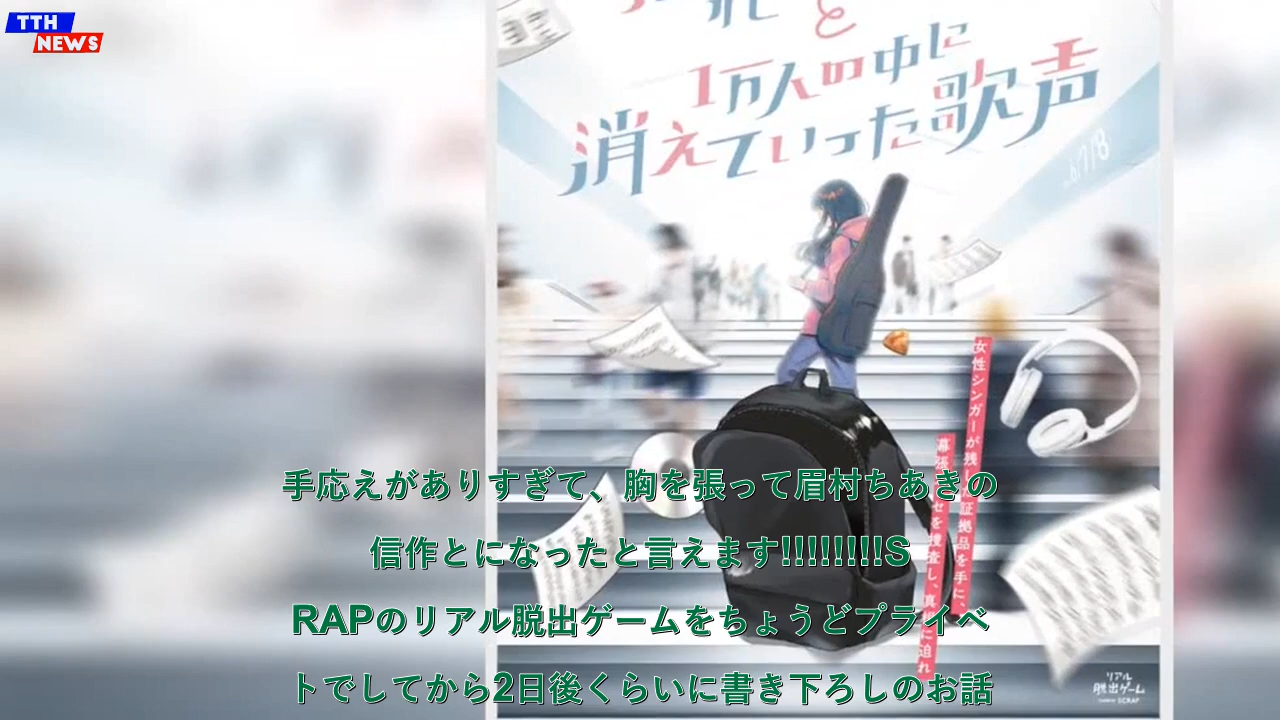 TTH
NEWS
と
1万人の中に
消えていった歌声
女性シンガーが残した証拠品を手に、
手応えがありすぎて、胸を張って眉村ちあきの
信作とになったと言えます!!!!!!!!!S
RAPのリアル脱出ゲームをちょうどプライベ
トでしてから2日後くらいに書き下ろしのお話
リアル
脱出ゲーム
SCRAP